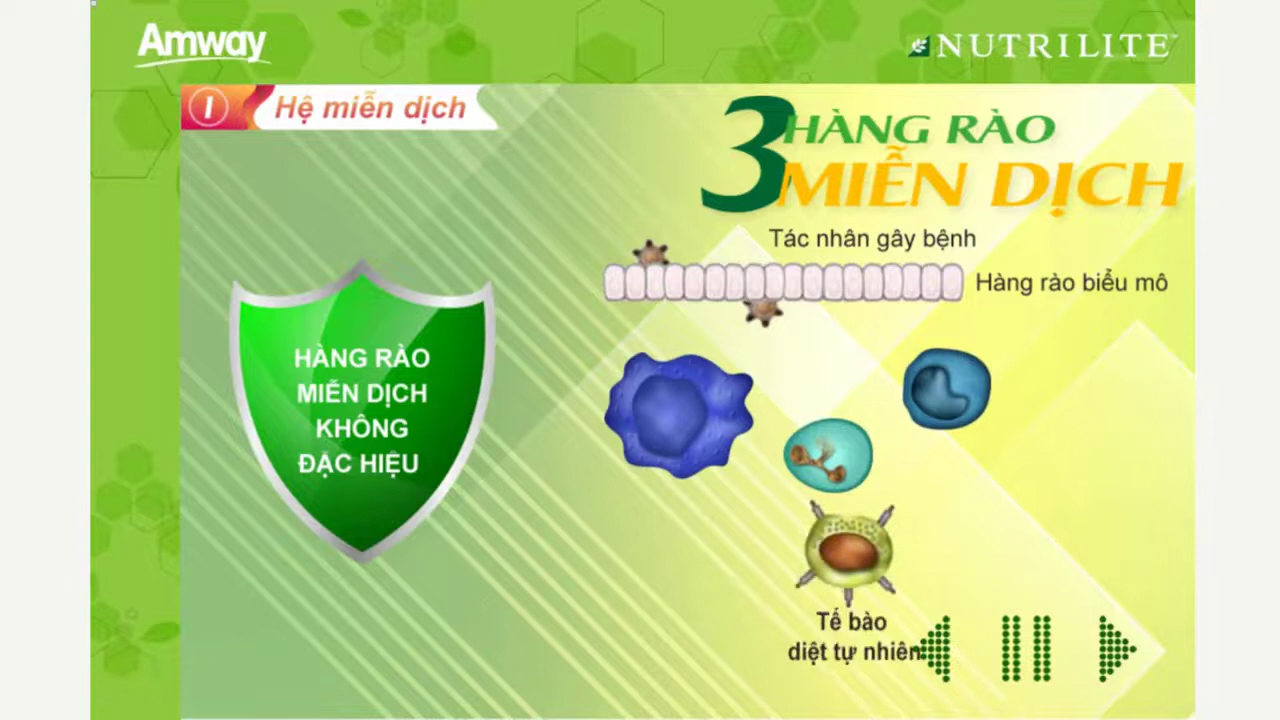 Amway
NUTRILITE
I Hệ miễn dịch
3 HÀNG RÀO
MIỄN DỊCH
Tác nhân gây bệnh
Hàng rào biểu mô
HÀNG RÀO
MIỄN DỊCH
KHÔNG
ĐẶC HIỆU
Tế bào
diệt tự nhiên